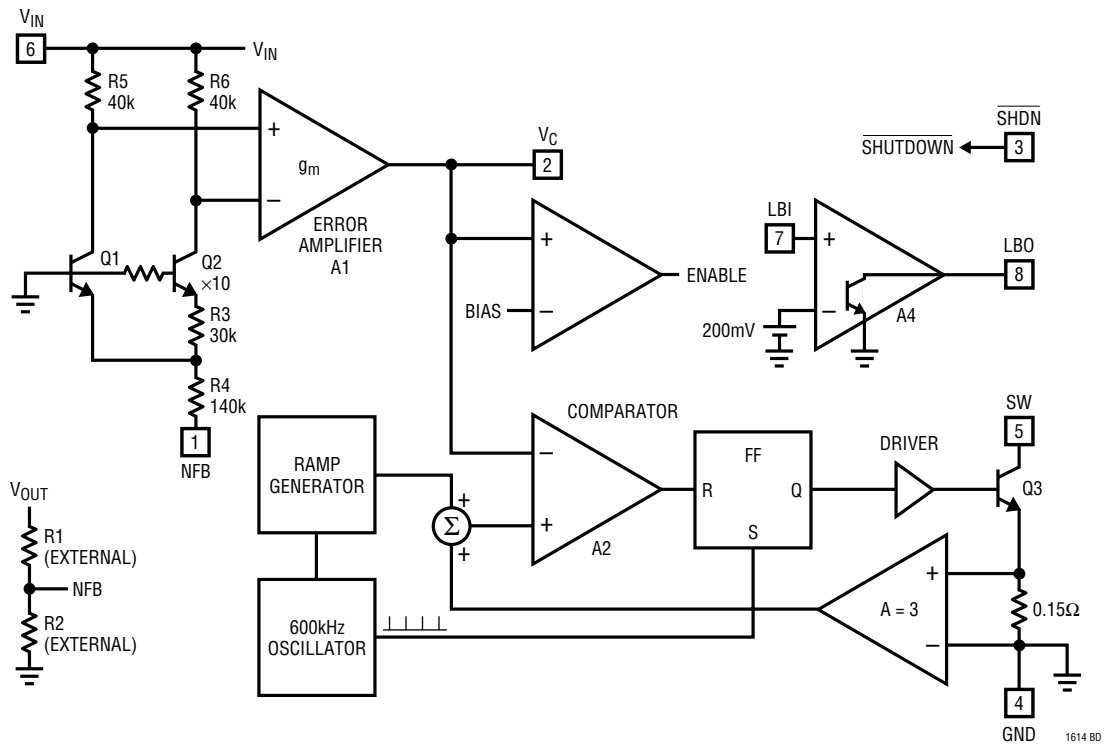 VIN
6
VIN
R5
40k
R6
40k
+
gm
−
ERROR
AMPLIFIER
A1
VC
2
SHDN
3
SHUTDOWN
Q1
Q2
×10
R3
30k
R4
140k
1
NFB
+
BIAS
−
ENABLE
LBI
7
+
−
200mV
A4
LBO
8
VOUT
R1
(EXTERNAL)
NFB
R2
(EXTERNAL)
RAMP
GENERATOR
600kHz
OSCILLATOR
+
Σ
+
COMPARATOR
−
+
A2
FF
R
Q
S
DRIVER
SW
5
Q3
A = 3
+
−
0.15Ω
4
GND
1614 BD